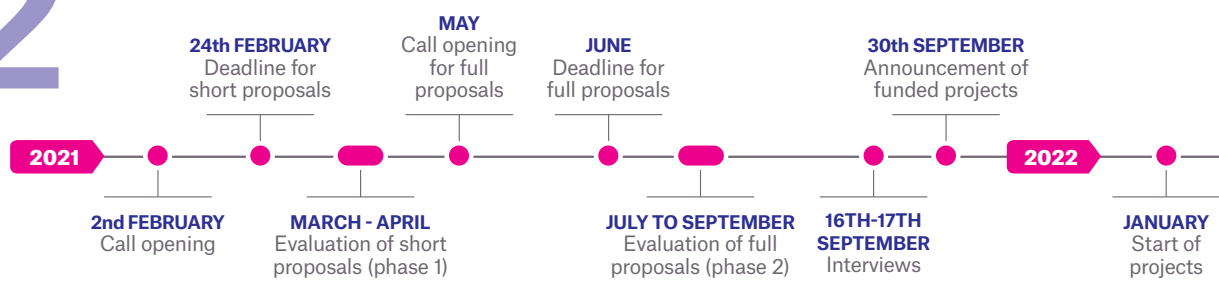 2
24th FEBRUARY
Deadline for
short proposals
MAY
Call opening
for full
proposals
JUNE
Deadline for
full proposals
30th SEPTEMBER
Announcement of
funded projects
2021
2022
2nd FEBRUARY
Call opening
MARCH - APRIL
Evaluation of short
proposals (phase 1)
JULY TO SEPTEMBER
Evaluation of full
proposals (phase 2)
16TH-17TH
SEPTEMBER
Interviews
JANUARY
Start of
projects